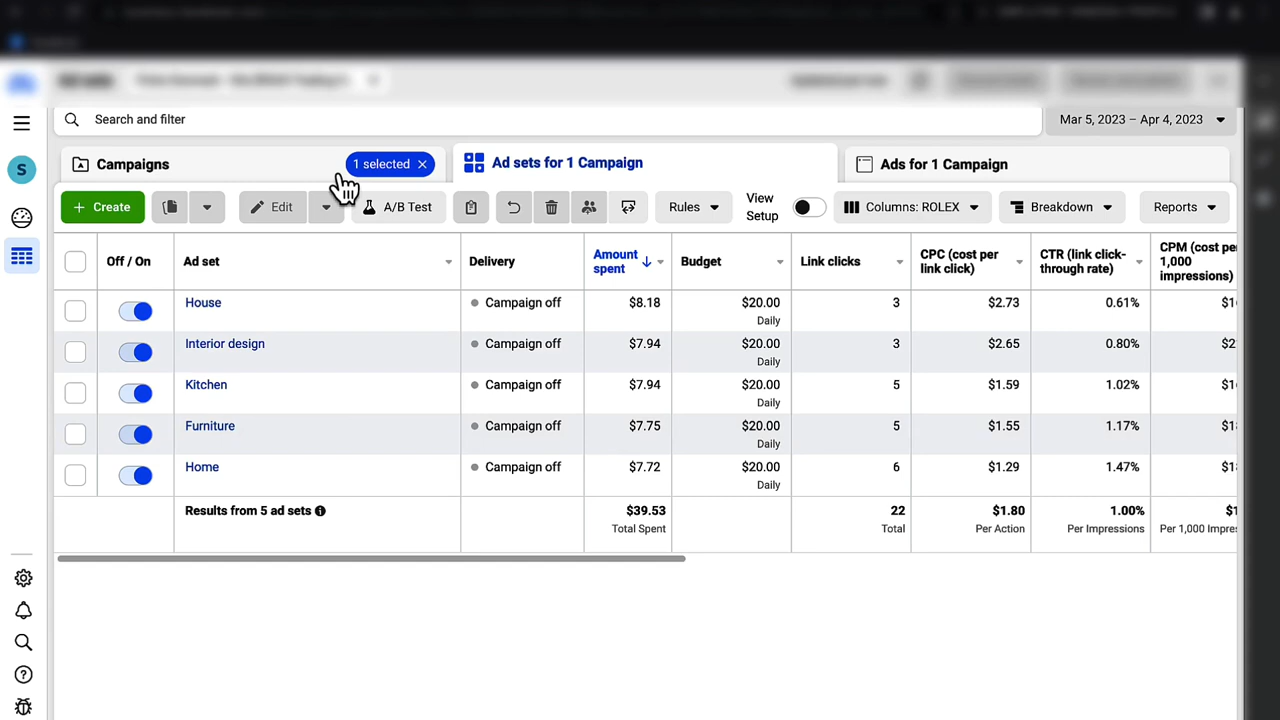 Search and filter
Mar 5, 2023 – Apr 4, 2023
Campaigns
1 selected
Ad sets for 1 Campaign
Ads for 1 Campaign
S
+ Create
Edit
A/B Test
Rules
View Setup
Columns: ROLEX
Breakdown
Reports
Off / On
Ad set
Delivery
Amount spent
Budget
Link clicks
CPC (cost per link click)
CTR (link click-through rate)
CPM (cost per 1,000 impressions)
House
Campaign off
$8.18
$20.00
Daily
3
$2.73
0.61%
Interior design
Campaign off
$7.94
$20.00
Daily
3
$2.65
0.80%
Kitchen
Campaign off
$7.94
$20.00
Daily
5
$1.59
1.02%
Furniture
Campaign off
$7.75
$20.00
Daily
5
$1.55
1.17%
Home
Campaign off
$7.72
$20.00
Daily
6
$1.29
1.47%
Results from 5 ad sets
$39.53
Total Spent
22
Total
$1.80
Per Action
1.00%
Per Impressions
Per 1,000 Impres